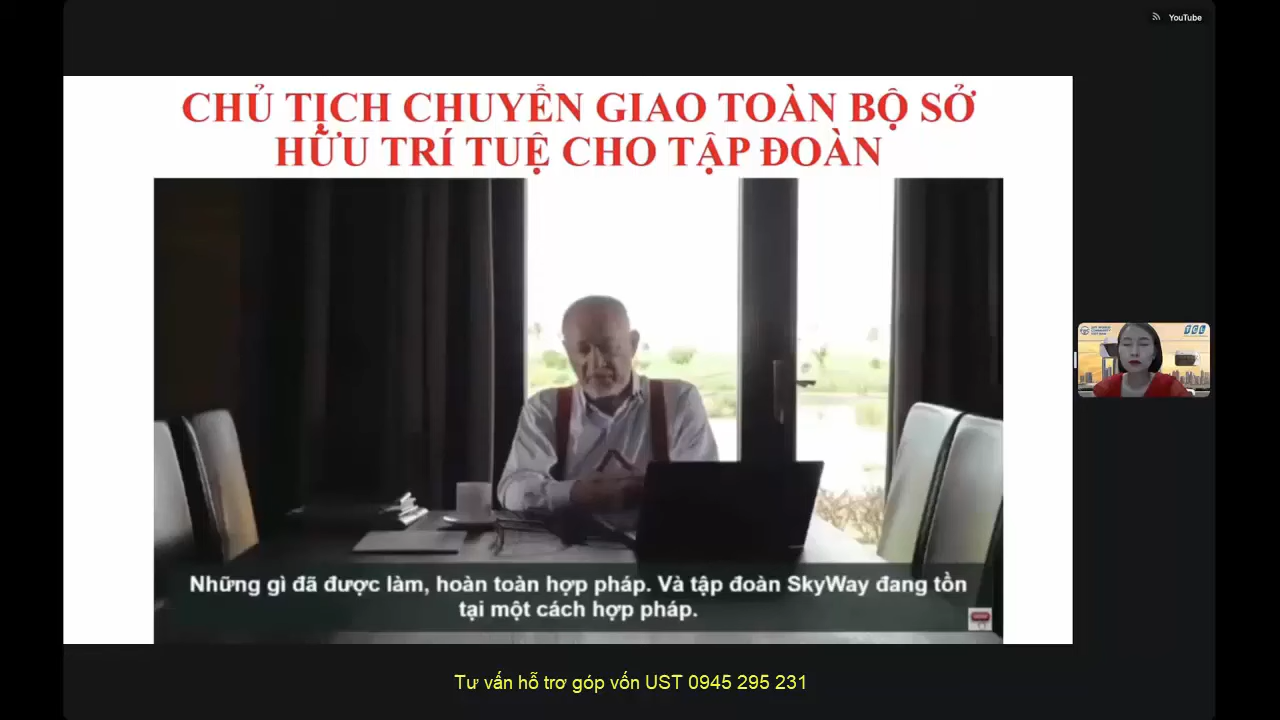 YouTube
CHỦ TỊCH CHUYỂN GIAO TOÀN BỘ SỞ
HỮU TRÍ TUỆ CHO TẬP ĐOÀN
Những gì đã được làm, hoàn toàn hợp pháp. Và tập đoàn SkyWay đang tồn
tại một cách hợp pháp.
Tư vấn hỗ trơ góp vốn UST 0945 295 231